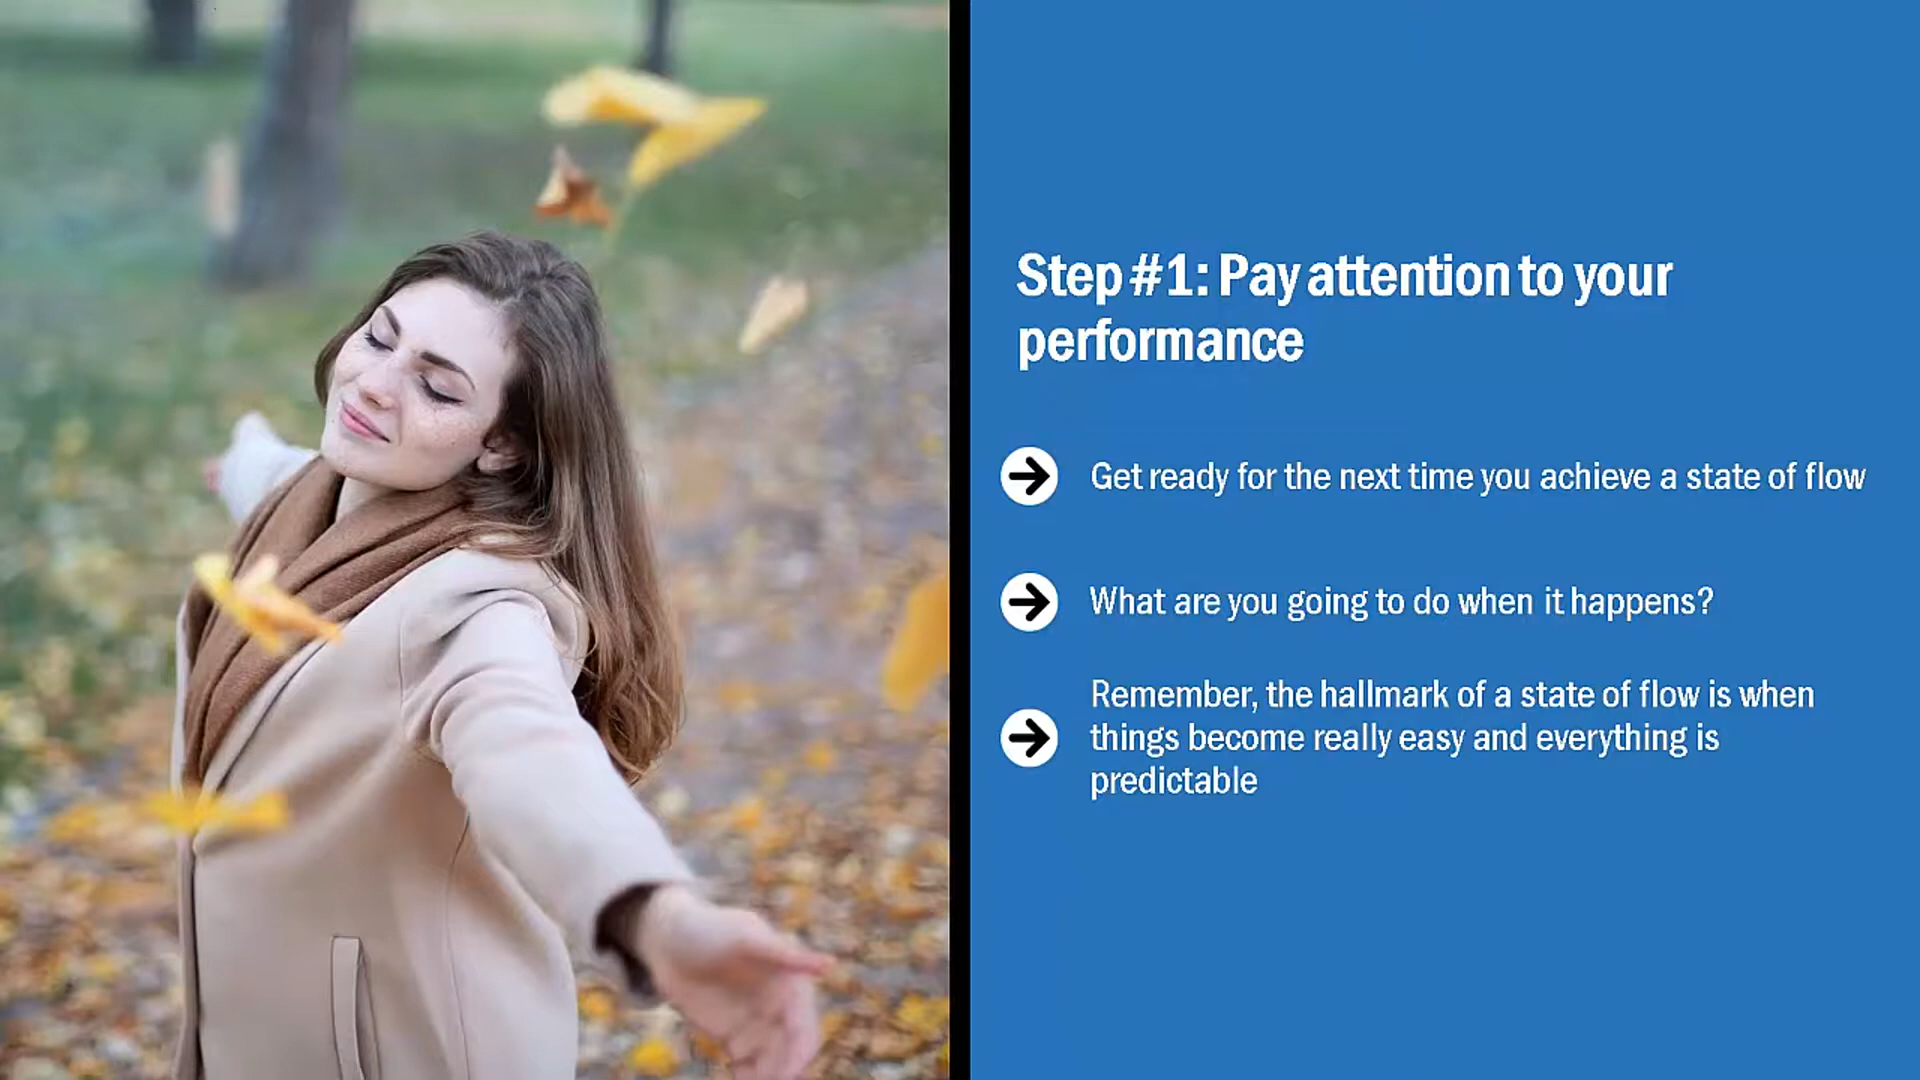 Step #1: Pay attention to your
performance
Get ready for the next time you achieve a state of flow
What are you going to do when it happens?
Remember, the hallmark of a state of flow is when
things become really easy and everything is
predictable